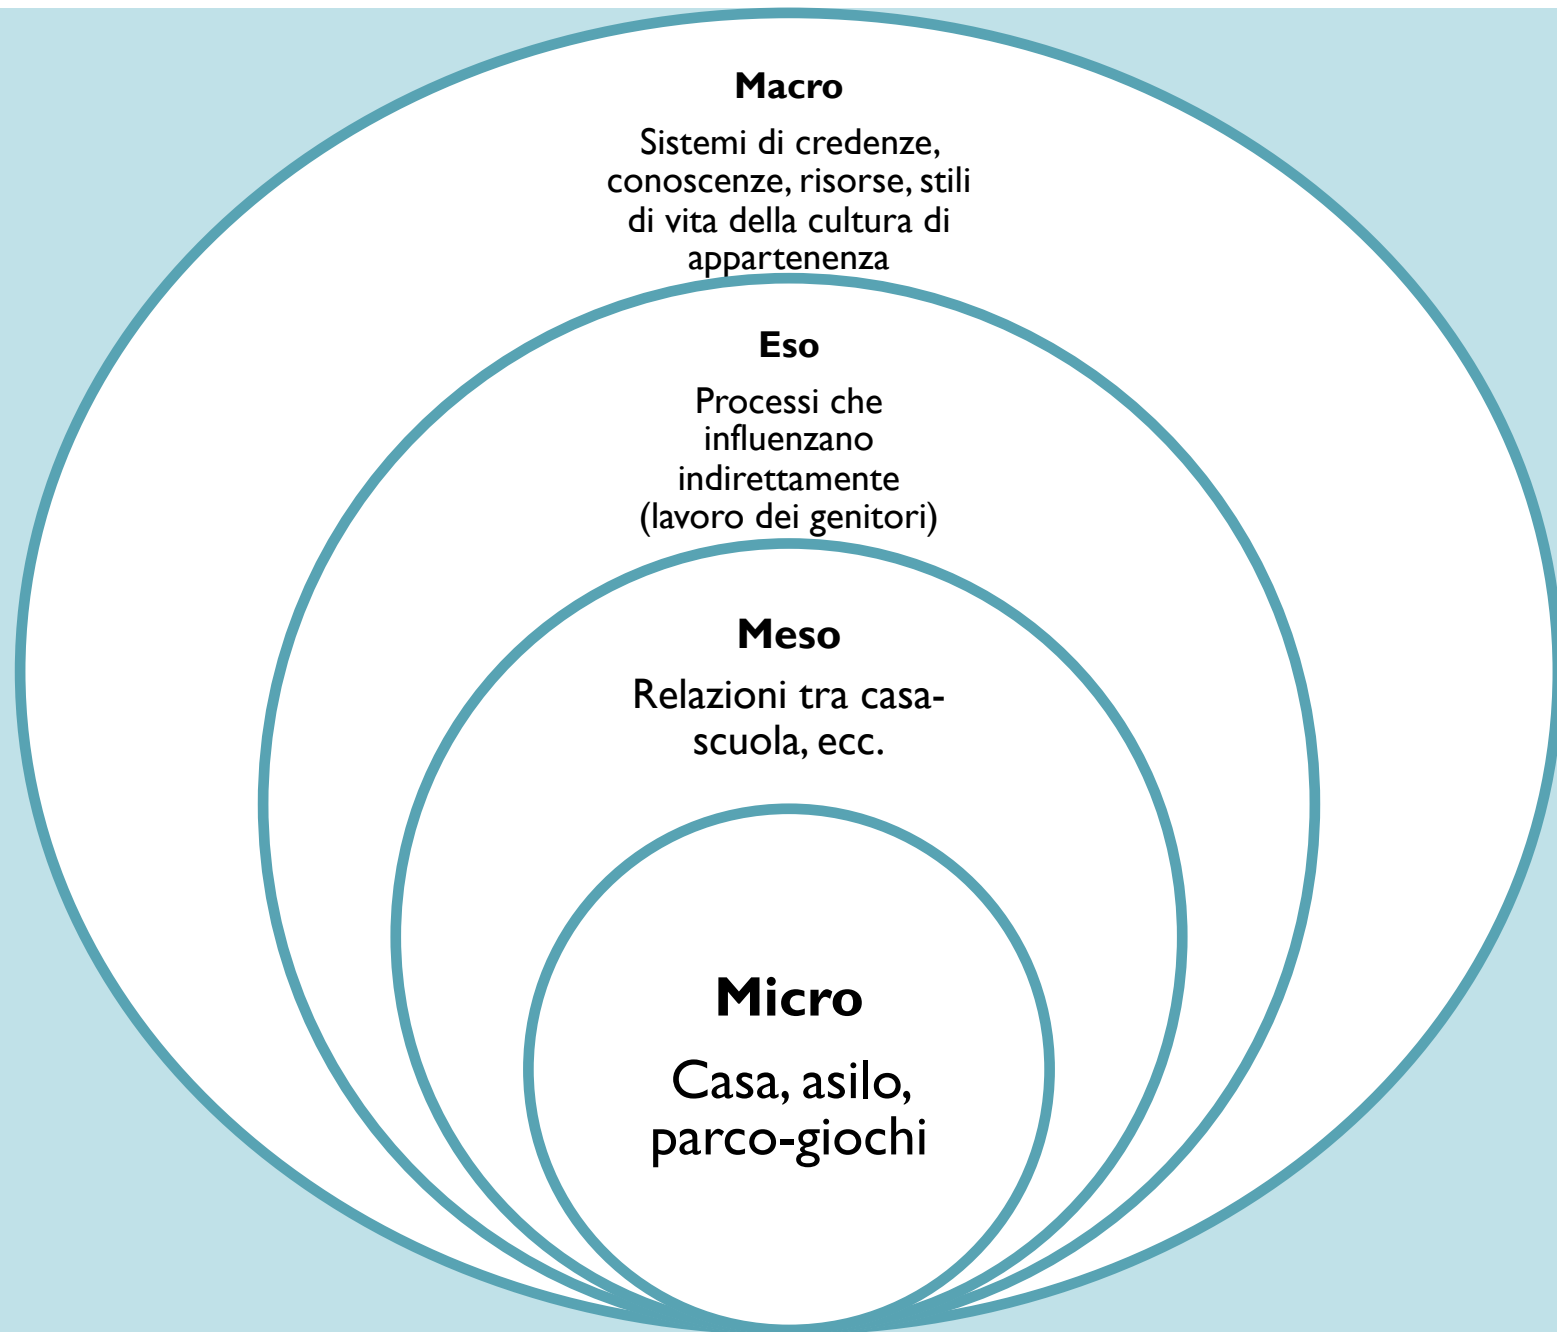 Macro
Sistemi di credenze,
conoscenze, risorse, stili
di vita della cultura di
appartenenza
Eso
Processi che
influenzano
indirettamente
(lavoro dei genitori)
Meso
Relazioni tra casa-
scuola, ecc.
Micro
Casa, asilo,
parco-giochi